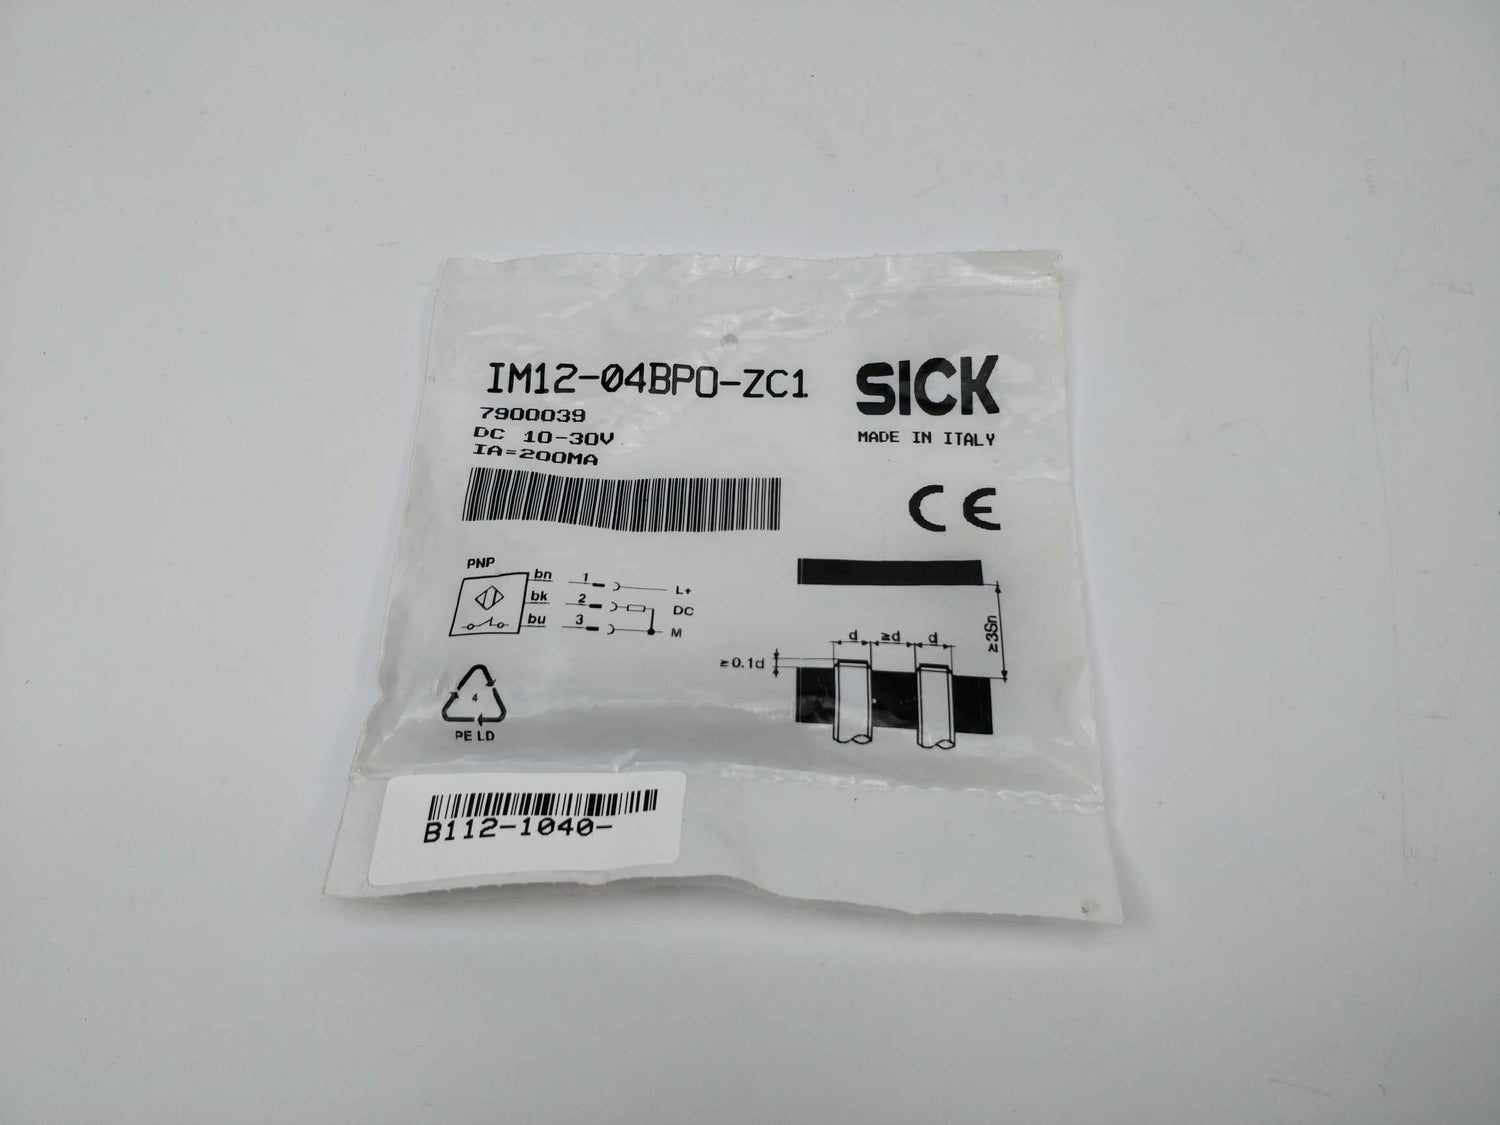 IM12-04BPO-ZC1
7900039
DC 10-30V
IA=200MA
SICK
MADE IN ITALY
CE
PNP
bn 1 L+
bk 2 DC
bu 3 M
d ≥d d
≥0.1d
≥3Sn
4
PE LD
B112-1040-